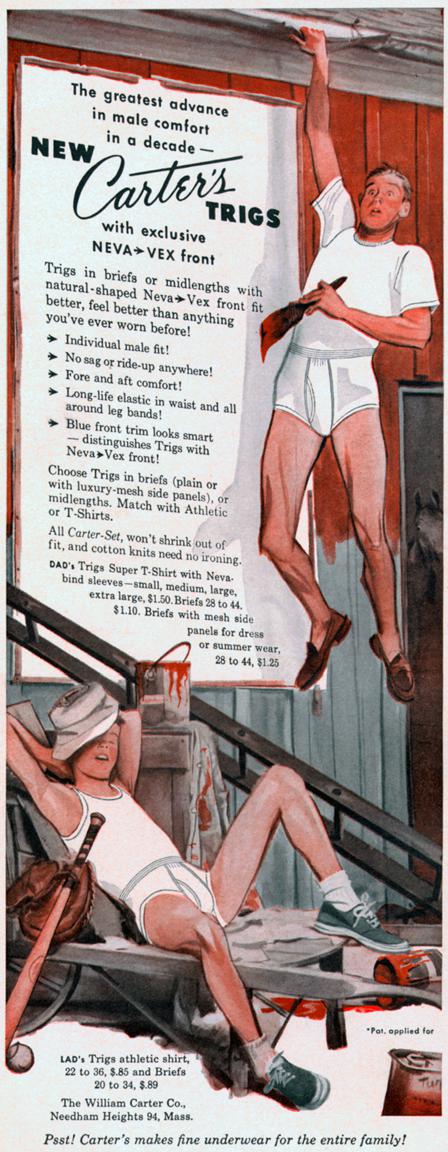 The greatest advance
in male comfort
in a decade —
NEW
Carter's
TRIGS
with exclusive
NEVA➔VEX front
Trigs in briefs or midlengths with
natural-shaped Neva➔Vex front fit
better, feel better than anything
you've ever worn before!
➔ Individual male fit!
➔ No sag or ride-up anywhere!
➔ Fore and aft comfort!
➔ Long-life elastic in waist and all
around leg bands!
➔ Blue front trim looks smart
— distinguishes Trigs with
Neva➔Vex front!
Choose Trigs in briefs (plain or
with luxury-mesh side panels), or
midlengths. Match with Athletic
or T-Shirts.
All Carter-Set, won't shrink out of
fit, and cotton knits need no ironing.
DAD's Trigs Super T-Shirt with Neva-
bind sleeves—small, medium, large,
extra large, $1.50. Briefs 28 to 44.
$1.10. Briefs with mesh side
panels for dress
or summer wear,
28 to 44, $1.25
*Pat. applied for
LAD's Trigs athletic shirt,
22 to 36, $.85 and Briefs
20 to 34, $.89
The William Carter Co.,
Needham Heights 94, Mass.
Psst! Carter's makes fine underwear for the entire family!